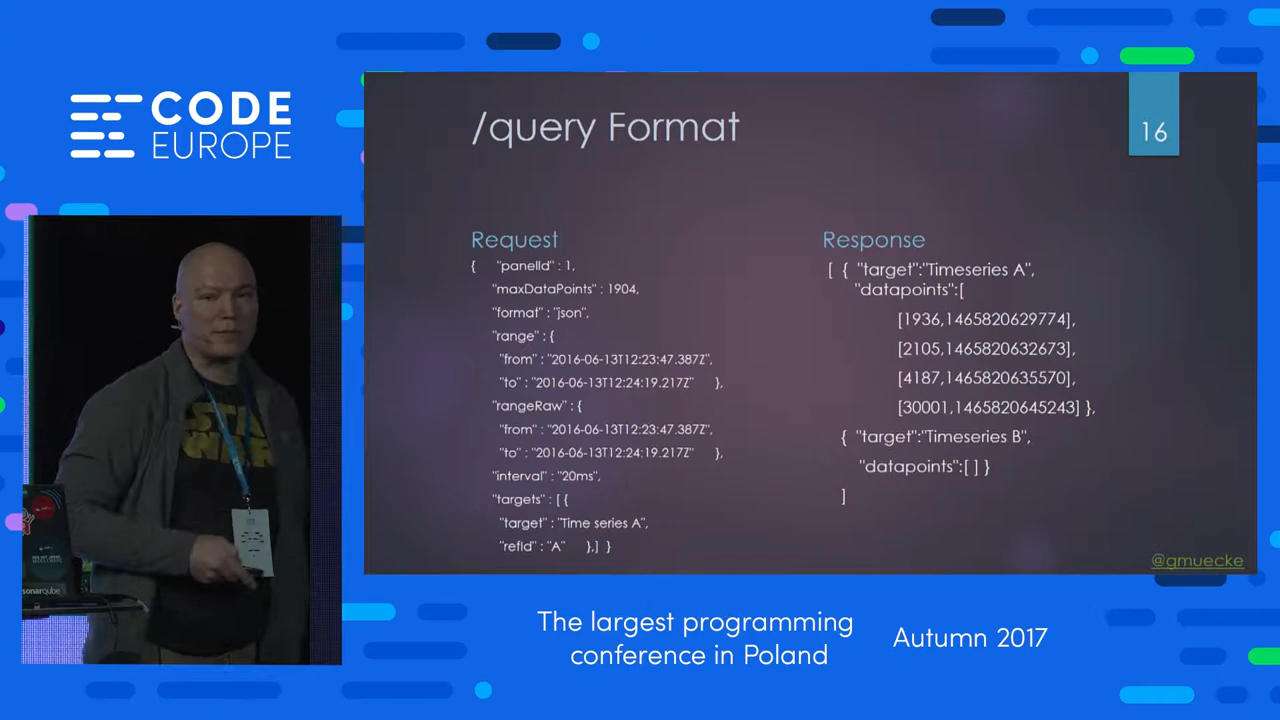 CODE
EUROPE
/query Format
16
Request
{ "panelId" : 1,
"maxDataPoints" : 1904,
"format" : "json",
"range" : {
"from" : "2016-06-13T12:23:47.387Z",
"to" : "2016-06-13T12:24:19.217Z" },
"rangeRaw" : {
"from" : "2016-06-13T12:23:47.387Z",
"to" : "2016-06-13T12:24:19.217Z" },
"interval" : "20ms",
"targets" : [ {
"target" : "Time series A",
"refId" : "A" },] }
Response
[ { "target":"Timeseries A",
"datapoints":[
[1936,1465820629774],
[2105,1465820632673],
[4187,1465820635570],
[30001,1465820645243] },
{ "target":"Timeseries B",
"datapoints":[ ] }
]
@gmuecke
STAR
WARS
sonarqube
The largest programming
conference in Poland
Autumn 2017